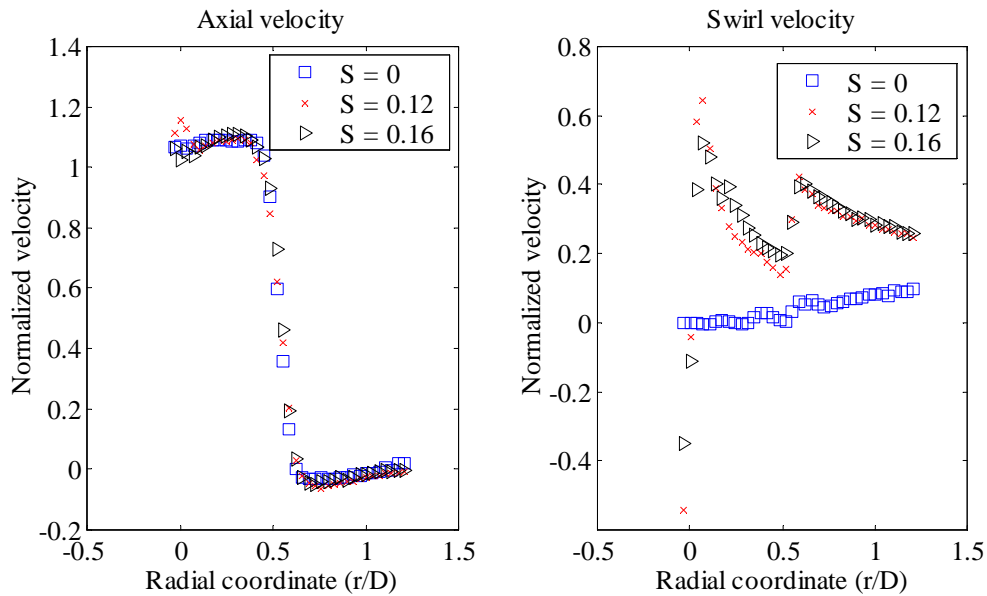 Axial velocity
Normalized velocity
1.4
1.2
1
0.8
0.6
0.4
0.2
0
-0.2
S = 0
S = 0.12
S = 0.16
-0.5
0
0.5
1
1.5
Radial coordinate (r/D)
Swirl velocity
Normalized velocity
0.8
0.6
0.4
0.2
0
-0.2
-0.4
S = 0
S = 0.12
S = 0.16
-0.5
0
0.5
1
1.5
Radial coordinate (r/D)